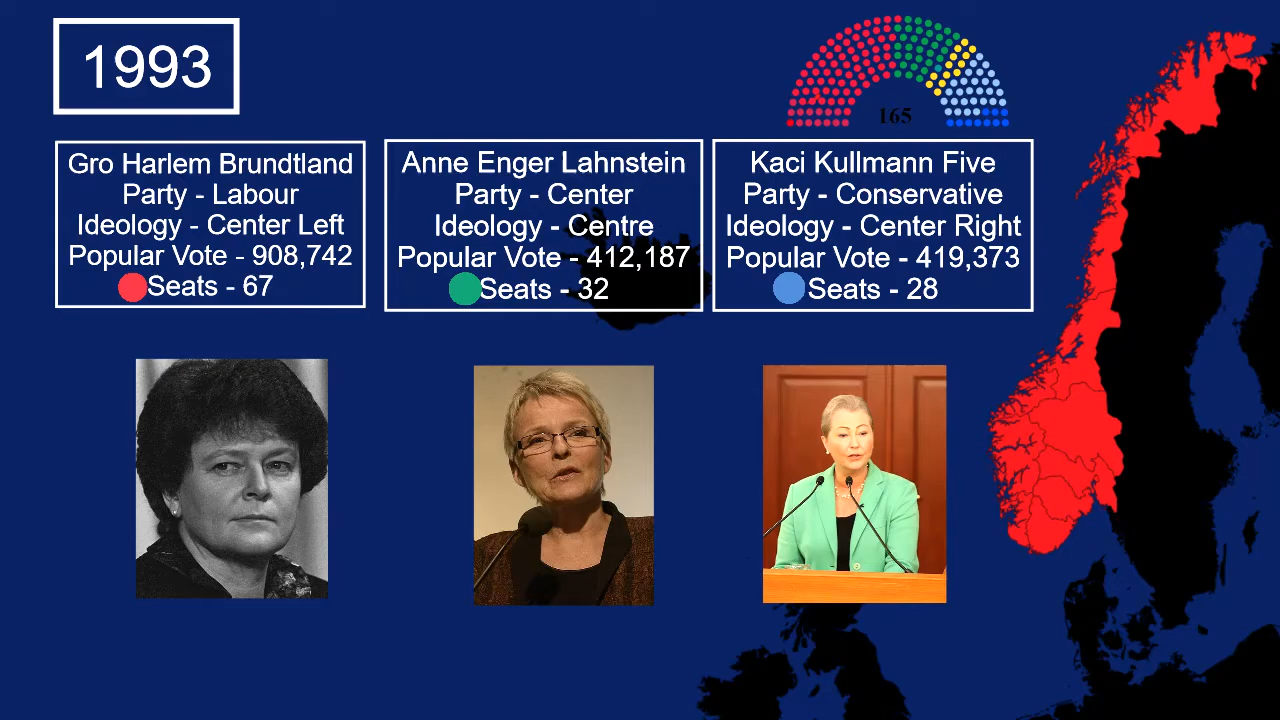 1993
165
Gro Harlem Brundtland
Party - Labour
Ideology - Center Left
Popular Vote - 908,742
Seats - 67
Anne Enger Lahnstein
Party - Center
Ideology - Centre
Popular Vote - 412,187
Seats - 32
Kaci Kullmann Five
Party - Conservative
Ideology - Center Right
Popular Vote - 419,373
Seats - 28